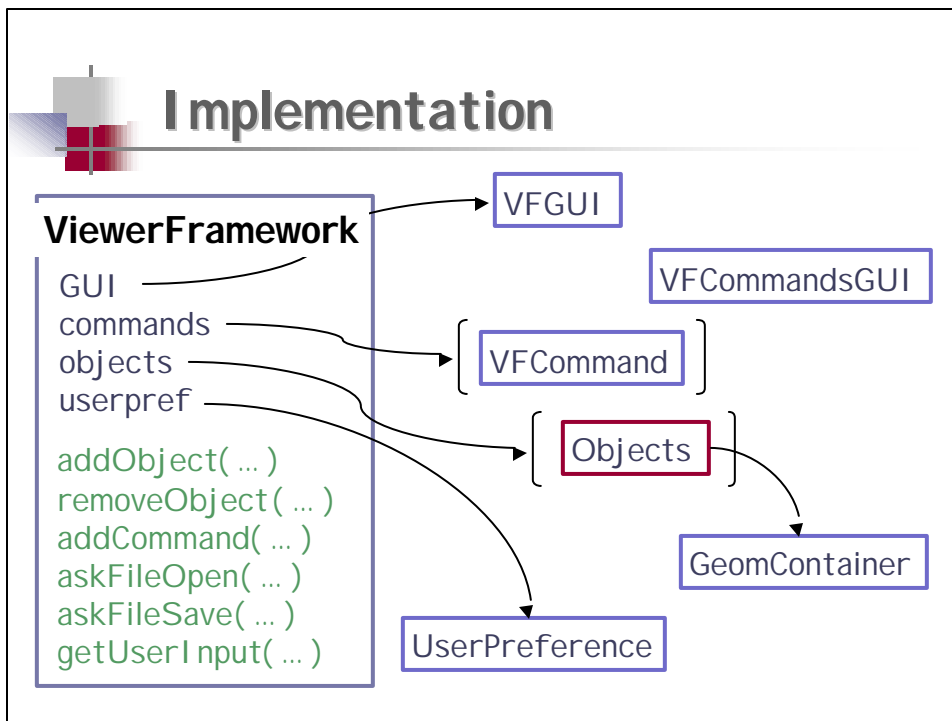 Implementation
ViewerFramework
GUI
commands
objects
userpref
addObject(…)
removeObject(…)
addCommand(…)
askFileOpen(…)
askFileSave(…)
getUserInput(…)
VFGUI
VFCommandsGUI
VFCommand
Objects
GeomContainer
UserPreference